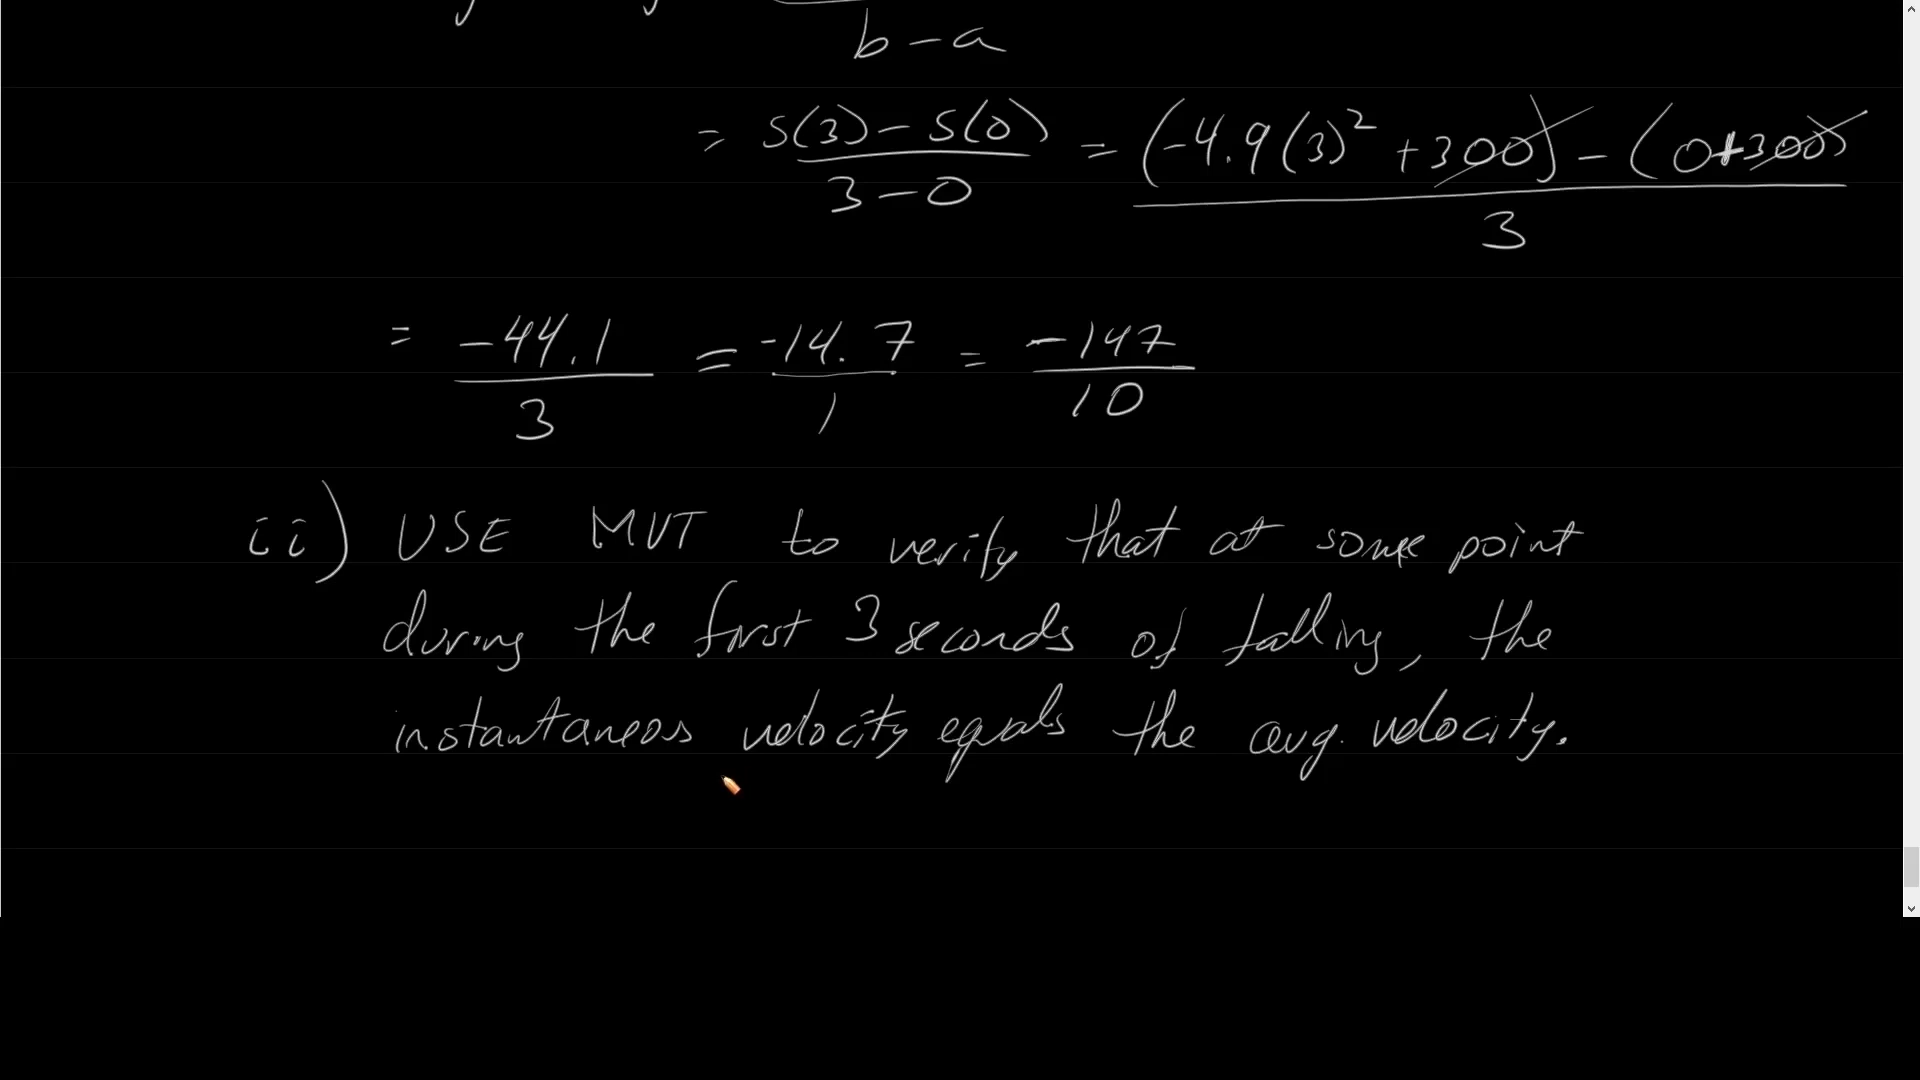 b - a
= S(3) - S(0) / 3 - 0 = (-4.9(3)² + 300) - (0 + 300) / 3
= -44.1 / 3 = -14.7 / 1 = -147 / 10
ii) USE MVT to verify that at some point
during the first 3 seconds of falling, the
instantaneos velocity equals the avg. velocity.